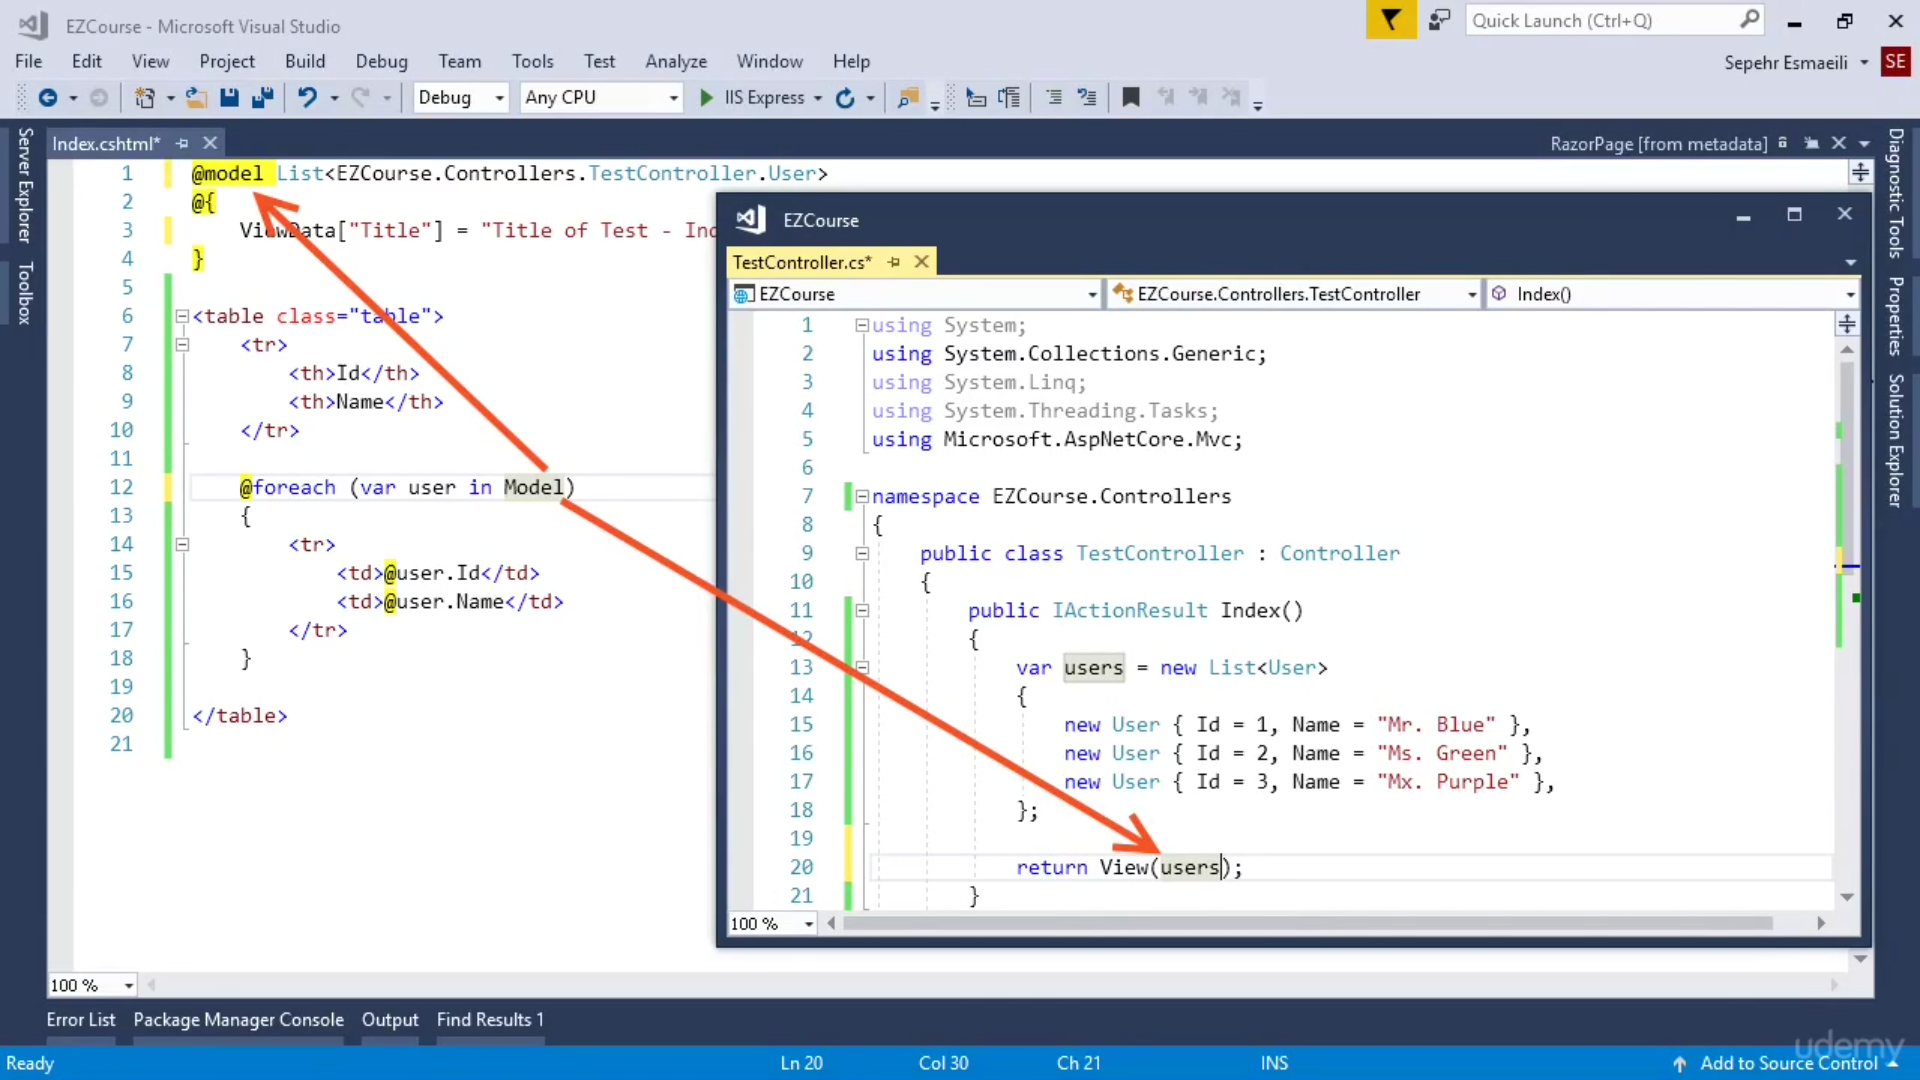 EZCourse - Microsoft Visual Studio
Quick Launch (Ctrl+Q)
File Edit View Project Build Debug Team Tools Test Analyze Window Help
Sepehr Esmaeili SE
Debug Any CPU IIS Express
Server Explorer
Toolbox
Index.cshtml*
RazorPage [from metadata]
Diagnostic Tools
Properties
Solution Explorer
1 @model List<EZCourse.Controllers.TestController.User>
2 @{
3 ViewData["Title"] = "Title of Test - Ind
4 }
5
6 <table class="table">
7 <tr>
8 <th>Id</th>
9 <th>Name</th>
10 </tr>
11
12 @foreach (var user in Model)
13 {
14 <tr>
15 <td>@user.Id</td>
16 <td>@user.Name</td>
17 </tr>
18 }
19
20 </table>
21
100 %
EZCourse
TestController.cs*
EZCourse EZCourse.Controllers.TestController Index()
1 using System;
2 using System.Collections.Generic;
3 using System.Linq;
4 using System.Threading.Tasks;
5 using Microsoft.AspNetCore.Mvc;
6
7 namespace EZCourse.Controllers
8 {
9 public class TestController : Controller
10 {
11 public IActionResult Index()
12 {
13 var users = new List<User>
14 {
15 new User { Id = 1, Name = "Mr. Blue" },
16 new User { Id = 2, Name = "Ms. Green" },
17 new User { Id = 3, Name = "Mx. Purple" },
18 };
19
20 return View(users);
21 }
100 %
Error List Package Manager Console Output Find Results 1
udemy
Ready Ln 20 Col 30 Ch 21 INS Add to Source Control